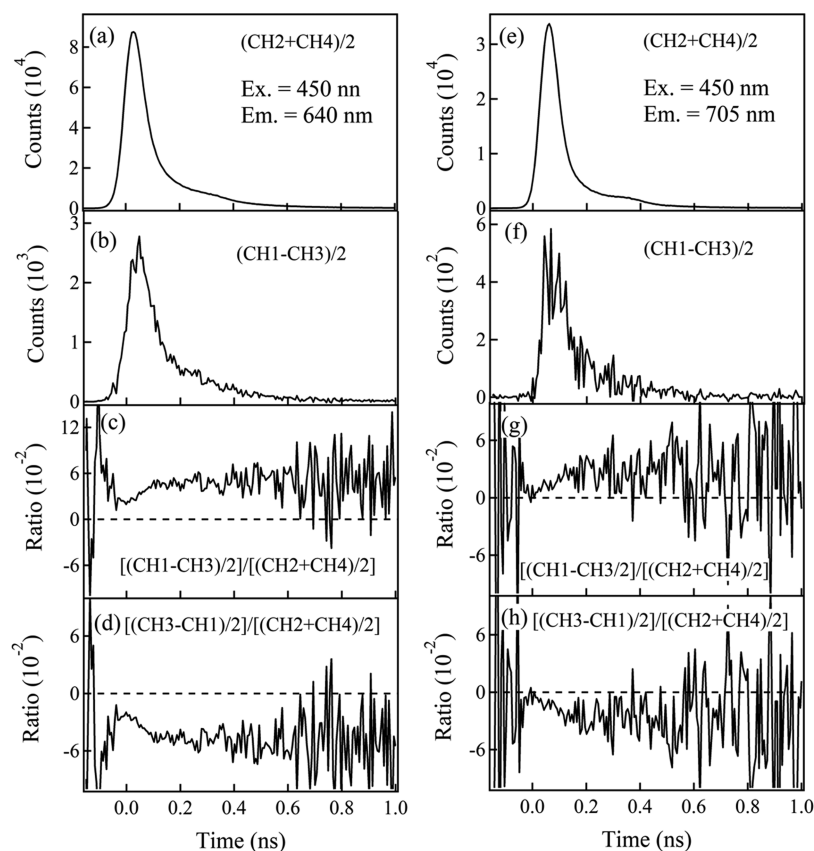 (a)
(CH2+CH4)/2
Ex. = 450 nn
Em. = 640 nm
Counts (10^4)
8
6
4
2
0
(b)
(CH1-CH3)/2
Counts (10^3)
3
2
1
0
(c)
Ratio (10^-2)
12
6
0
-6
[(CH1-CH3)/2]/[(CH2+CH4)/2]
(d)
[(CH3-CH1)/2]/[(CH2+CH4)/2]
Ratio (10^-2)
6
0
-6
0.0 0.2 0.4 0.6 0.8 1.0
Time (ns)
(e)
(CH2+CH4)/2
Ex. = 450 nm
Em. = 705 nm
Counts (10^4)
3
2
1
0
(f)
(CH1-CH3)/2
Counts (10^2)
6
4
2
0
(g)
Ratio (10^-2)
6
0
-6
[(CH1-CH3/2]/[(CH2+CH4)/2]
(h)
[(CH3-CH1)/2]/[(CH2+CH4)/2]
Ratio (10^-2)
6
0
-6
0.0 0.2 0.4 0.6 0.8 1.0
Time (ns)